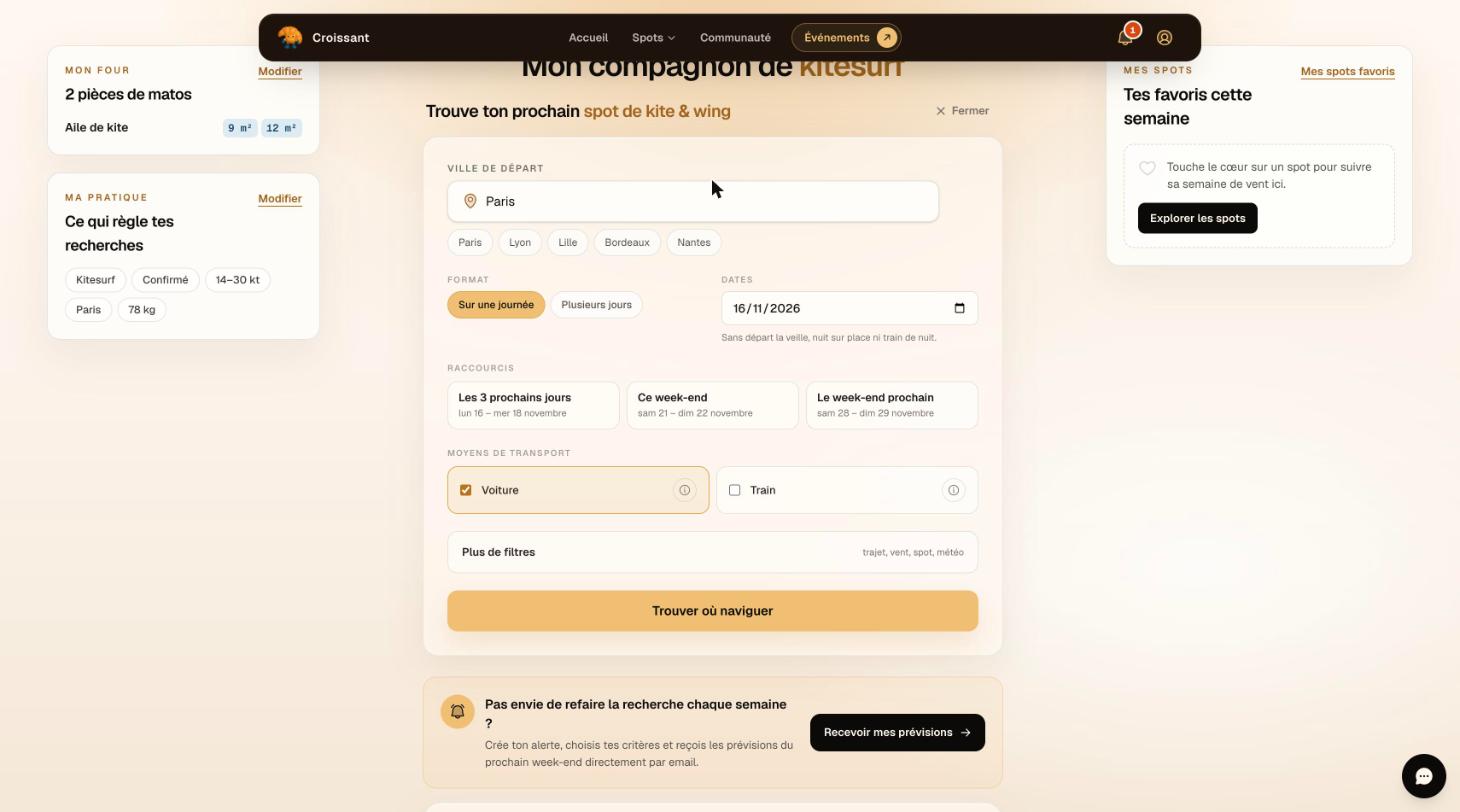 Croissant
Accueil
Spots
Communauté
Événements
1
MON FOUR
Modifier
2 pièces de matos
Aile de kite
9 m²
12 m²
MA PRATIQUE
Modifier
Ce qui règle tes
recherches
Kitesurf
Confirmé
14–30 kt
Paris
78 kg
Mon compagnon de kitesurf
Trouve ton prochain spot de kite & wing
Fermer
VILLE DE DÉPART
Paris
Paris
Lyon
Lille
Bordeaux
Nantes
FORMAT
Sur une journée
Plusieurs jours
DATES
16/11/2026
Sans départ la veille, nuit sur place ni train de nuit.
RACCOURCIS
Les 3 prochains jours
lun 16 – mer 18 novembre
Ce week-end
sam 21 – dim 22 novembre
Le week-end prochain
sam 28 – dim 29 novembre
MOYENS DE TRANSPORT
Voiture
Train
Plus de filtres
trajet, vent, spot, météo
Trouver où naviguer
Pas envie de refaire la recherche chaque semaine
?
Crée ton alerte, choisis tes critères et reçois les prévisions du
prochain week-end directement par email.
Recevoir mes prévisions
MES SPOTS
Mes spots favoris
Tes favoris cette
semaine
Touche le cœur sur un spot pour suivre
sa semaine de vent ici.
Explorer les spots